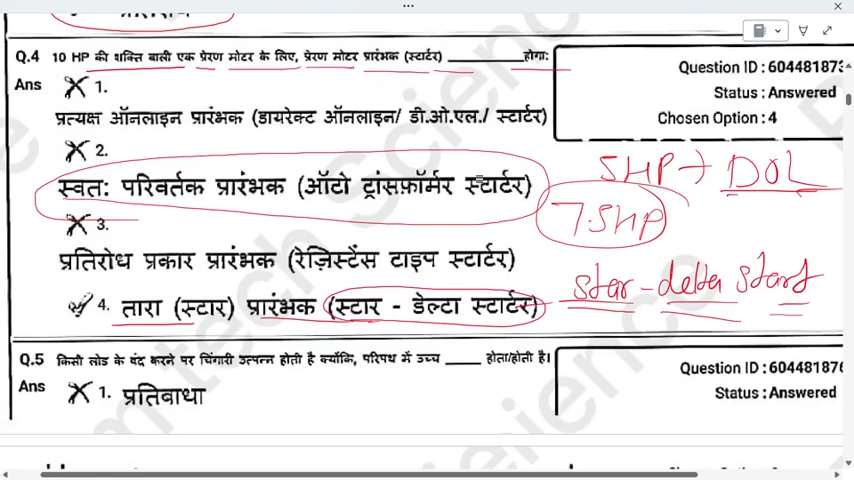 Q.4 10 HP की शक्ति वाली एक प्रेरण मोटर के लिए, प्रेरण मोटर प्रारंभक (स्टार्टर) __________ होगा:
Ans 1.
प्रत्यक्ष ऑनलाइन प्रारंभक (डायरेक्ट ऑनलाइन/ डी.ओ.एल./ स्टार्टर)
2.
स्वत: परिवर्तक प्रारंभक (ऑटो ट्रांसफ़ॉर्मर स्टार्टर)
3.
प्रतिरोध प्रकार प्रारंभक (रेज़िस्टेंस टाइप स्टार्टर)
4. तारा (स्टार) प्रारंभक (स्टार - डेल्टा स्टार्टर)
Question ID : 60448187
Status : Answered
Chosen Option : 4
5HP → DOL
7.5HP
star - delta start
Q.5 किसी लोड के बंद करने पर चिंगारी उत्पन्न होती है क्योंकि, परिपथ में उच्च _____ होता/होती है।
Ans 1. प्रतिबाधा
Question ID : 604481876
Status : Answered